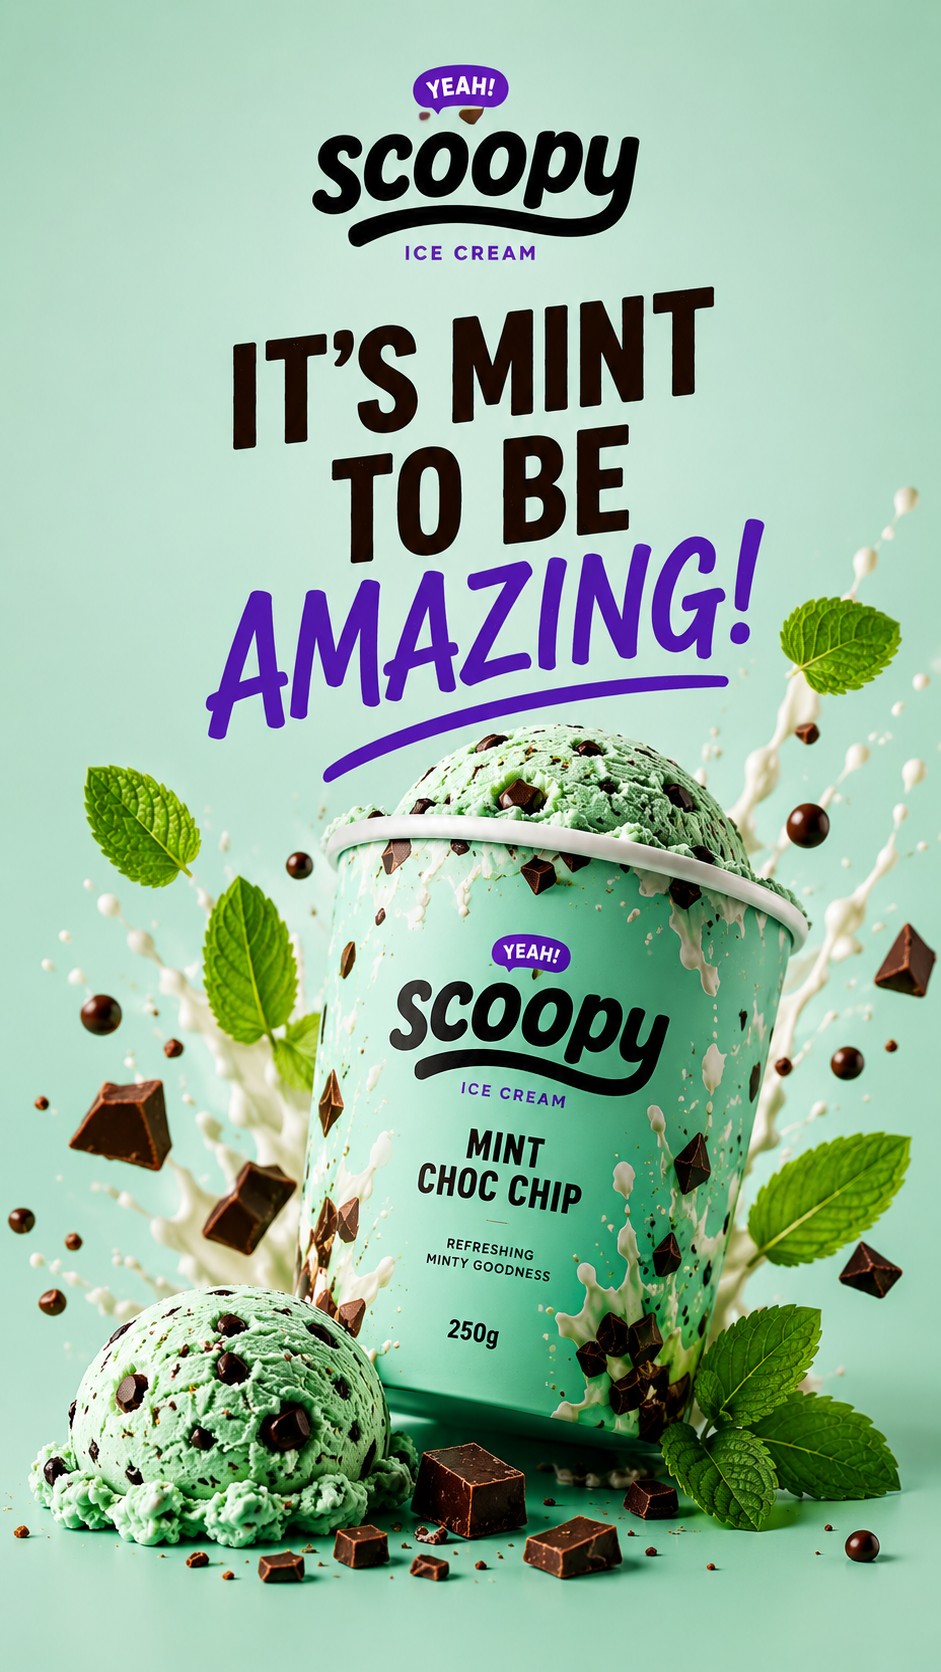 YEAH!
scoopy
ICE CREAM
IT'S MINT
TO BE
AMAZING!
YEAH!
scoopy
ICE CREAM
MINT
CHOC CHIP
REFRESHING
MINTY GOODNESS
250g